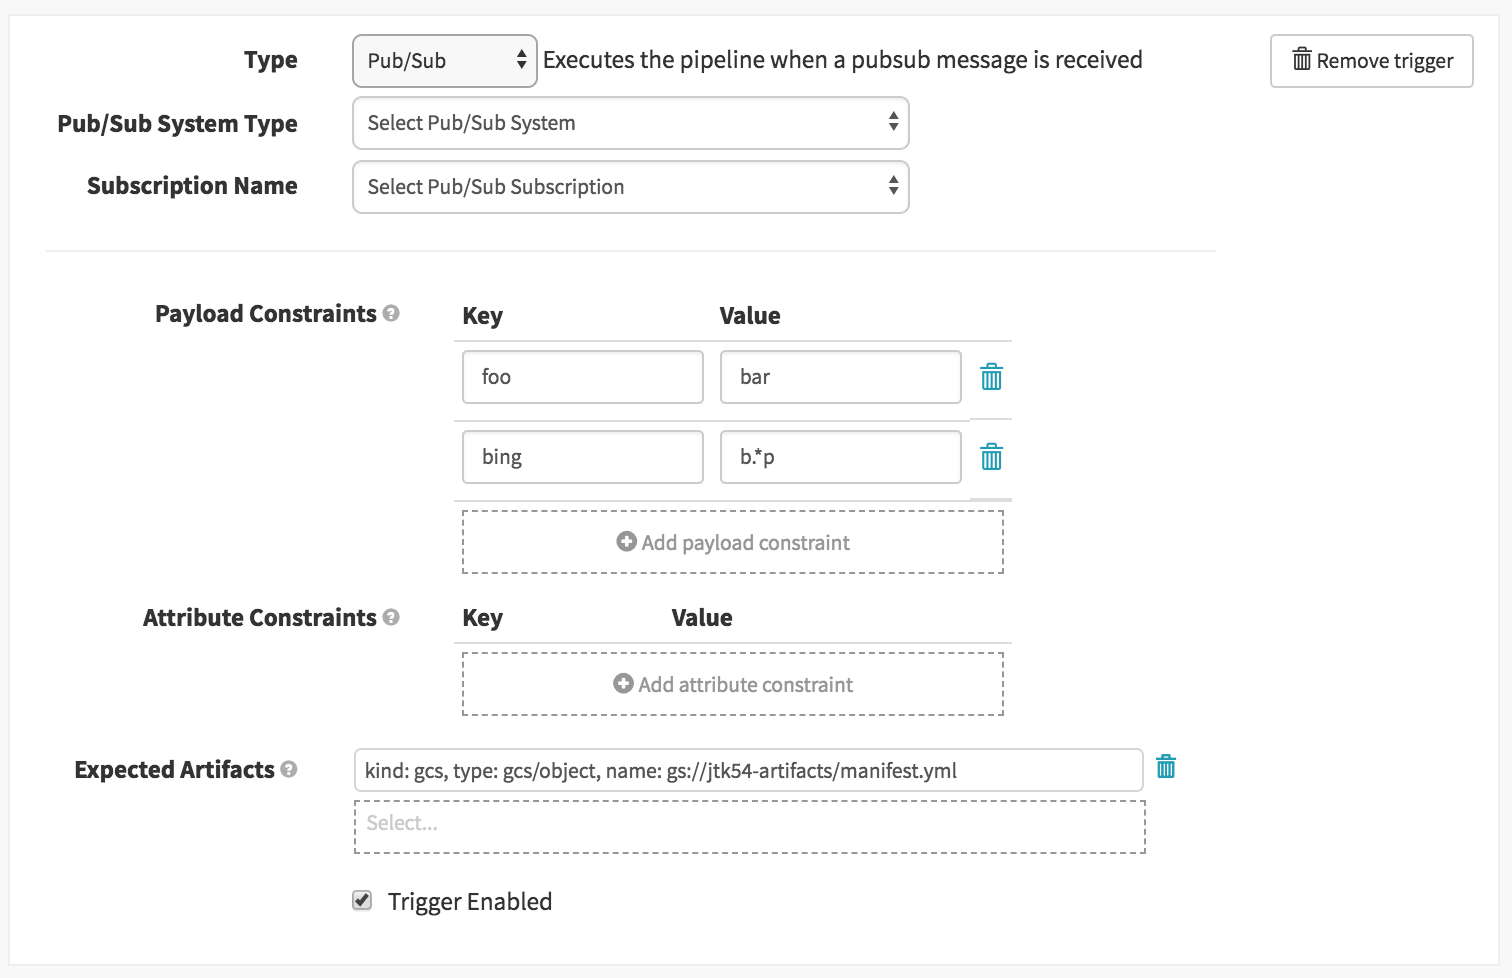 Type Pub/Sub Executes the pipeline when a pubsub message is received Remove trigger
Pub/Sub System Type Select Pub/Sub System
Subscription Name Select Pub/Sub Subscription
Payload Constraints ? Key Value
foo bar
bing b.*p
Add payload constraint
Attribute Constraints ? Key Value
Add attribute constraint
Expected Artifacts ? kind: gcs, type: gcs/object, name: gs://jtk54-artifacts/manifest.yml
Select...
Trigger Enabled